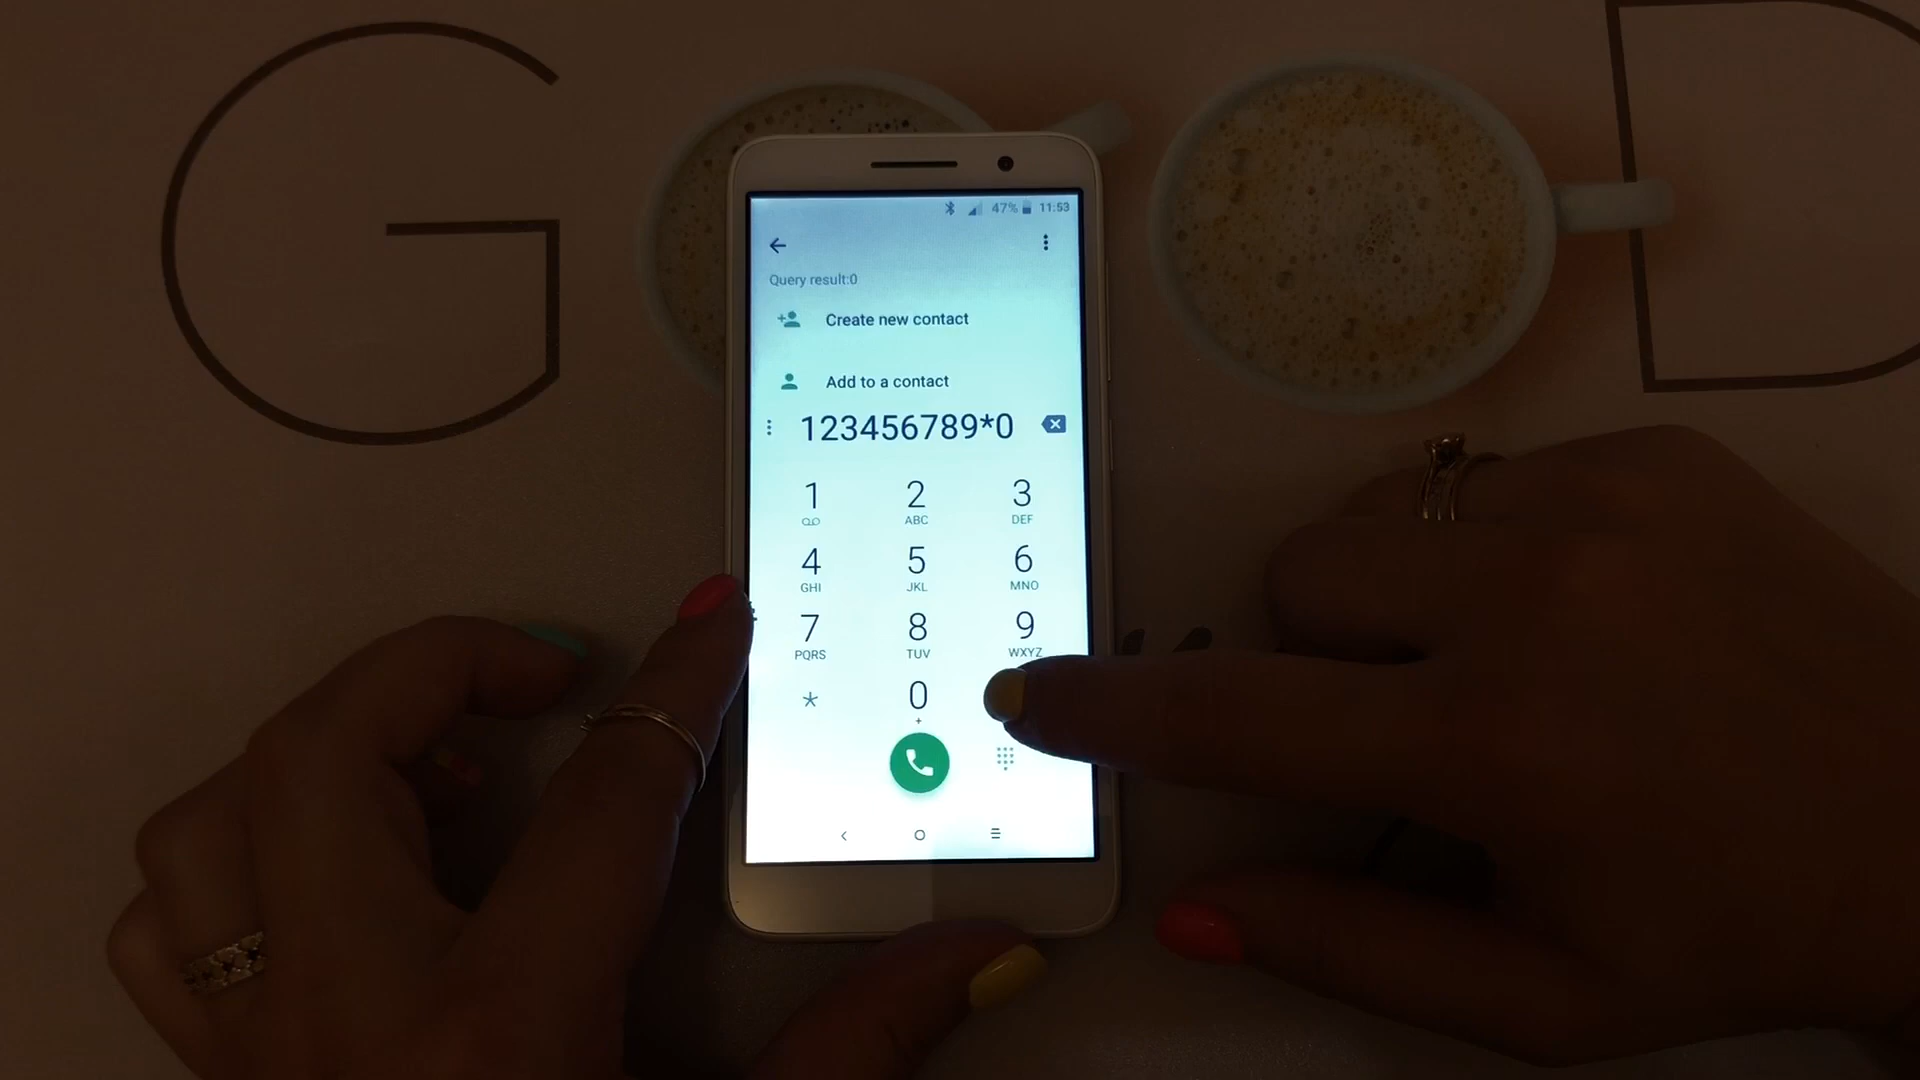 G D
47% 11:53
Query result:0
Create new contact
Add to a contact
123456789*0
1 2 3
ABC DEF
4 5 6
GHI JKL MNO
7 8 9
PQRS TUV WXYZ
* 0
+